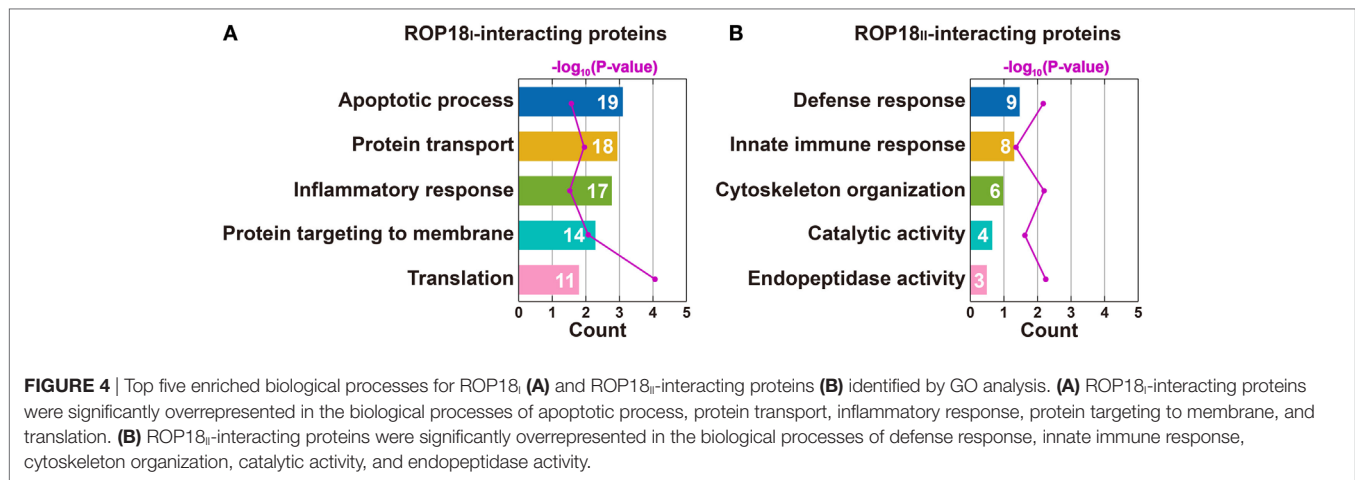 A ROP18I-interacting proteins
-log10(P-value)
Apoptotic process 19
Protein transport 18
Inflammatory response 17
Protein targeting to membrane 14
Translation 11
0 1 2 3 4 5
Count
B ROP18II-interacting proteins
-log10(P-value)
Defense response 9
Innate immune response 8
Cytoskeleton organization 6
Catalytic activity 4
Endopeptidase activity 3
0 1 2 3 4 5
Count
FIGURE 4 | Top five enriched biological processes for ROP18I (A) and ROP18II-interacting proteins (B) identified by GO analysis. (A) ROP18I-interacting proteins
were significantly overrepresented in the biological processes of apoptotic process, protein transport, inflammatory response, protein targeting to membrane, and
translation. (B) ROP18II-interacting proteins were significantly overrepresented in the biological processes of defense response, innate immune response,
cytoskeleton organization, catalytic activity, and endopeptidase activity.